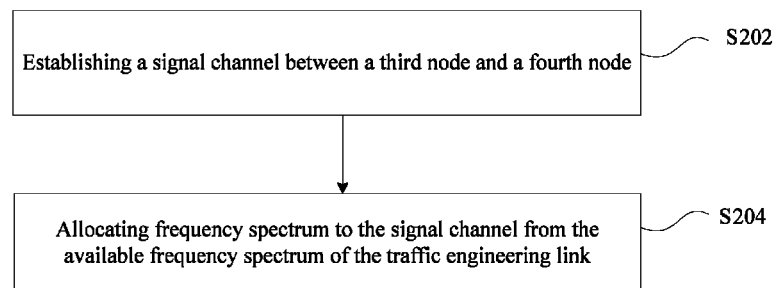 Establishing a signal channel between a third node and a fourth node
S202
Allocating frequency spectrum to the signal channel from the
available frequency spectrum of the traffic engineering link
S204